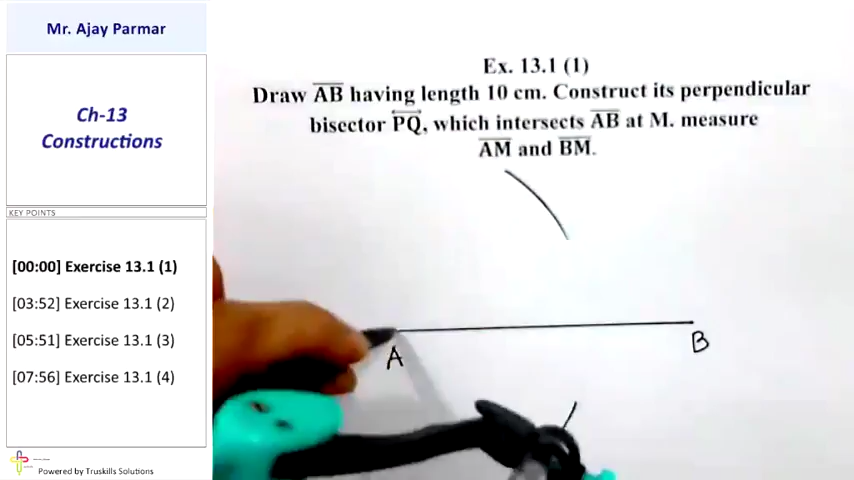 Mr. Ajay Parmar
Ch-13
Constructions
KEY POINTS
[00:00] Exercise 13.1 (1)
[03:52] Exercise 13.1 (2)
[05:51] Exercise 13.1 (3)
[07:56] Exercise 13.1 (4)
Powered by Truskills Solutions
Ex. 13.1 (1)
Draw AB having length 10 cm. Construct its perpendicular
bisector PQ, which intersects AB at M. measure
AM and BM.
A
B